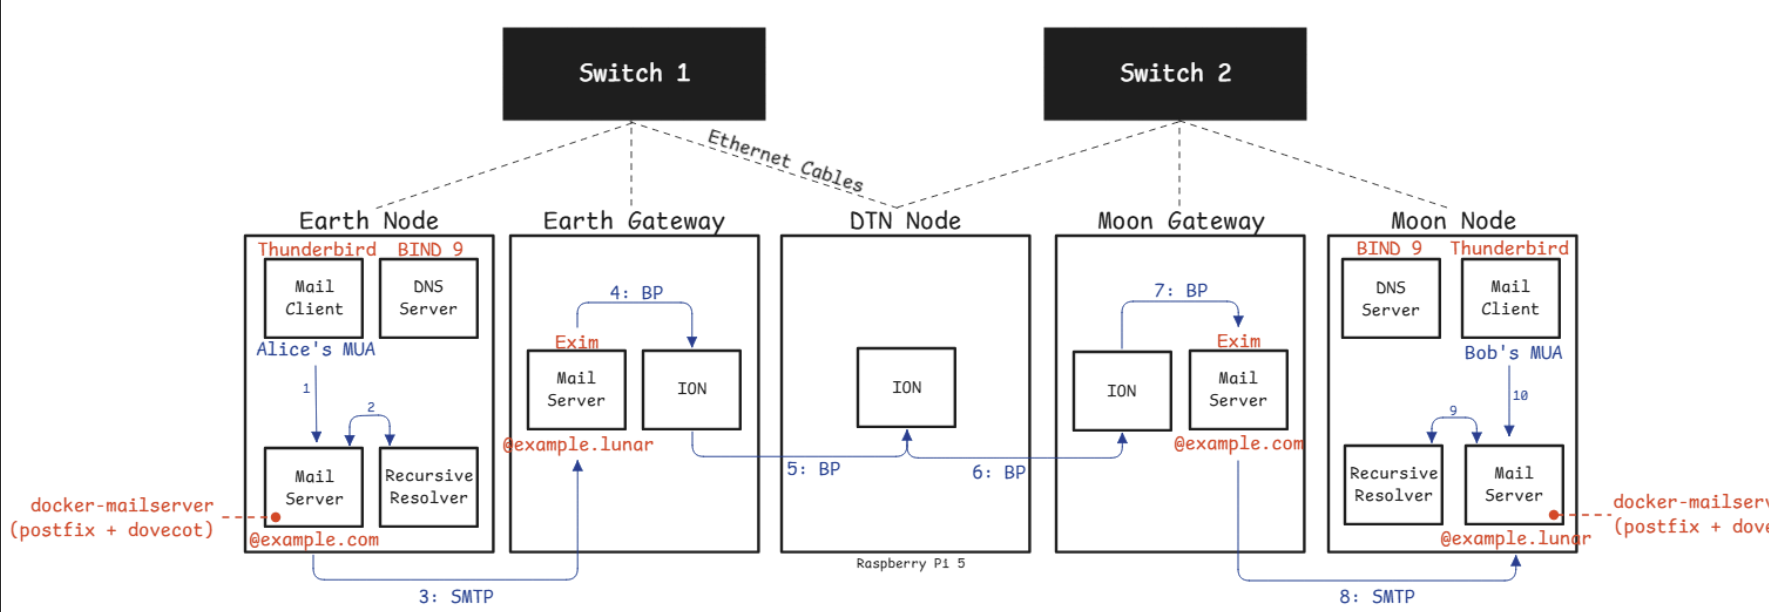 Switch 1
Switch 2
Ethernet Cables
Earth Node
Earth Gateway
DTN Node
Moon Gateway
Moon Node
Thunderbird
BIND 9
Mail
Client
DNS
Server
Alice's MUA
1
2
Mail
Server
Recursive
Resolver
docker-mailserver
(postfix + dovecot)
@example.com
3: SMTP
4: BP
Exim
Mail
Server
ION
@example.lunar
5: BP
ION
6: BP
Raspberry P1 5
7: BP
Exim
ION
Mail
Server
@example.com
8: SMTP
BIND 9
Thunderbird
DNS
Server
Mail
Client
Bob's MUA
10
9
Recursive
Resolver
Mail
Server
docker-mailserv
(postfix + dove
@example.lunar